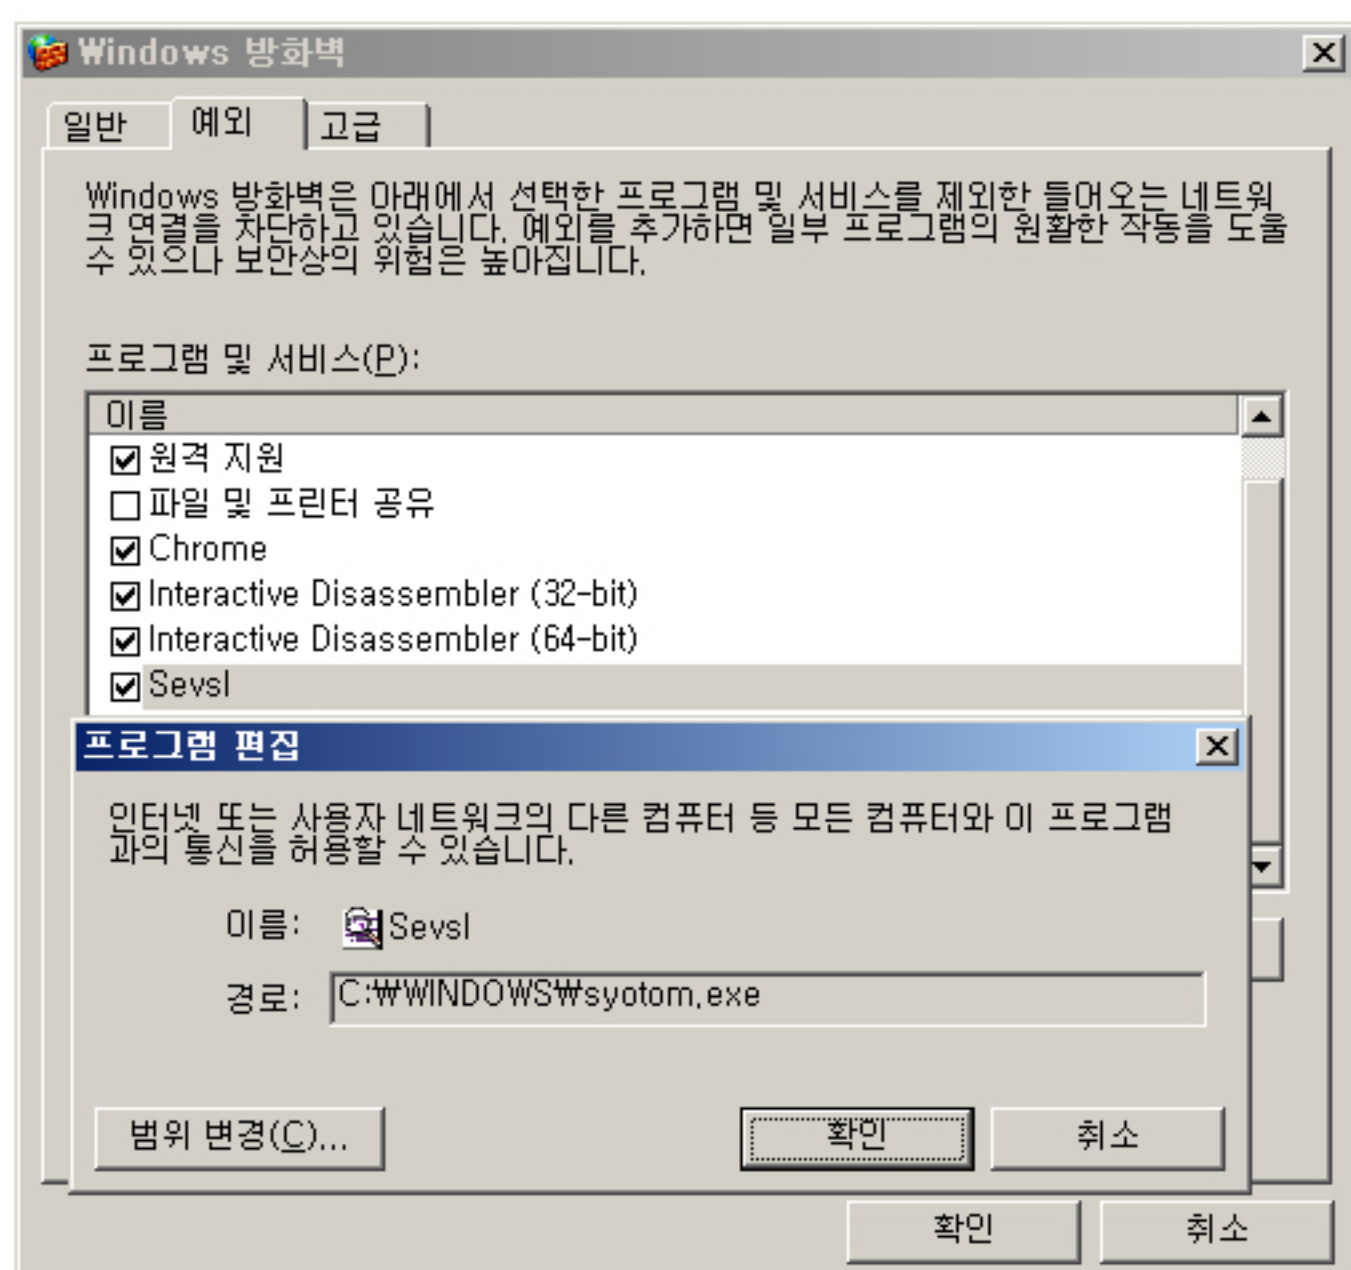 Windows 방화벽
일반 예외 고급
Windows 방화벽은 아래에서 선택한 프로그램 및 서비스를 제외한 들어오는 네트워
크 연결을 차단하고 있습니다. 예외를 추가하면 일부 프로그램의 원활한 작동을 도울
수 있으나 보안상의 위험은 높아집니다.
프로그램 및 서비스(P):
이름
원격 지원
파일 및 프린터 공유
Chrome
Interactive Disassembler (32-bit)
Interactive Disassembler (64-bit)
Sevsl
프로그램 편집
인터넷 또는 사용자 네트워크의 다른 컴퓨터 등 모든 컴퓨터와 이 프로그램
과의 통신을 허용할 수 있습니다.
이름: Sevsl
경로: C:₩WINDOWS₩syotom.exe
범위 변경(C)... 확인 취소
확인 취소